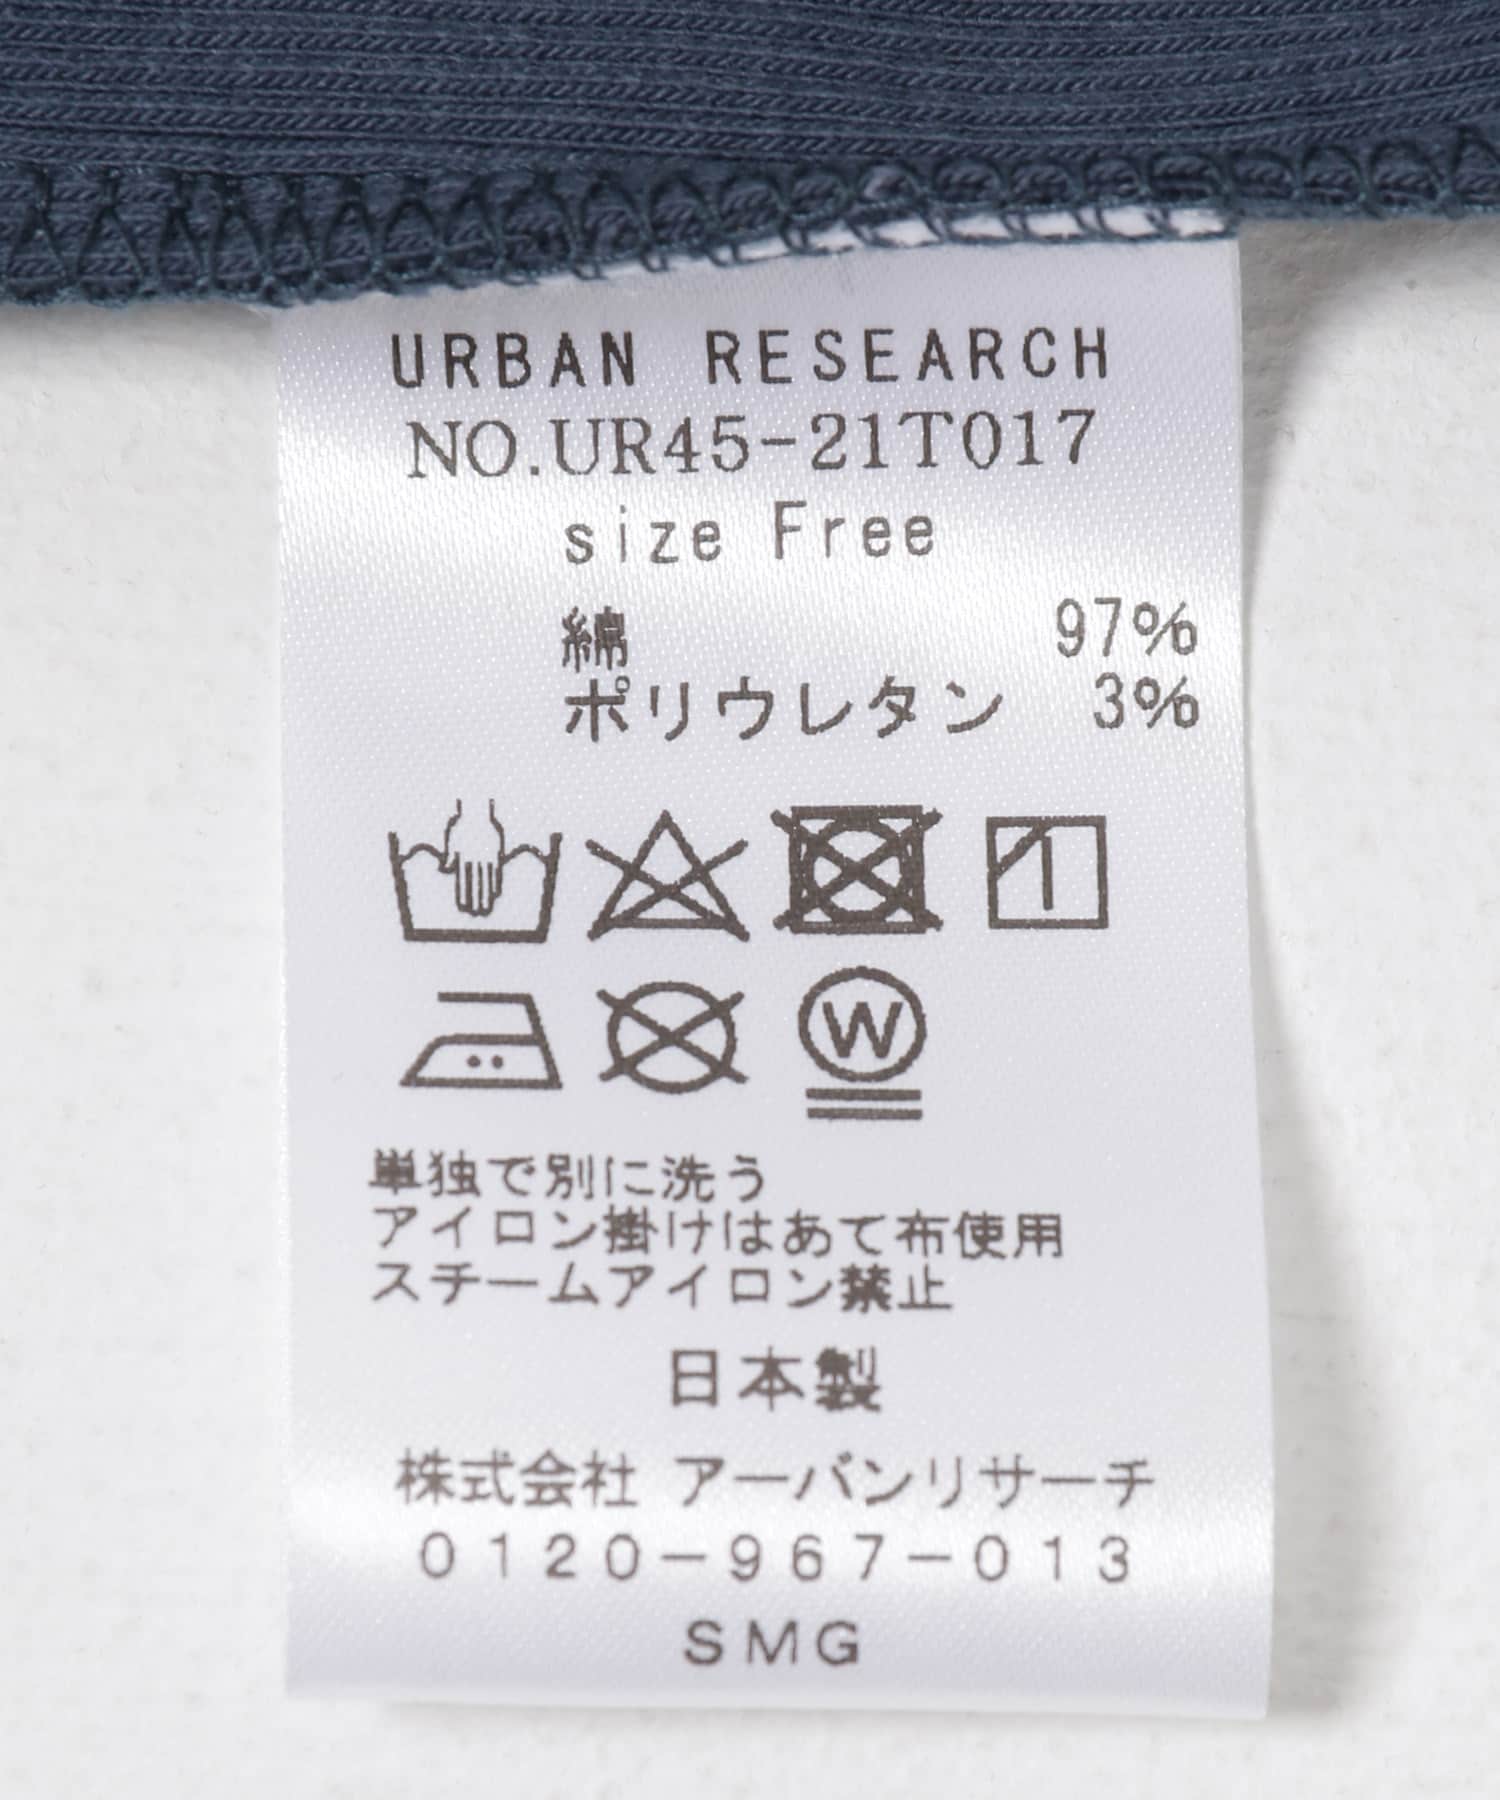 URBAN RESEARCH
NO.UR45-21T017
size Free
綿 97%
ポリウレタン 3%
W
単独で別に洗う
アイロン掛けはあて布使用
スチームアイロン禁止
日本製
株式会社 アーバンリサーチ
0120-967-013
SMG